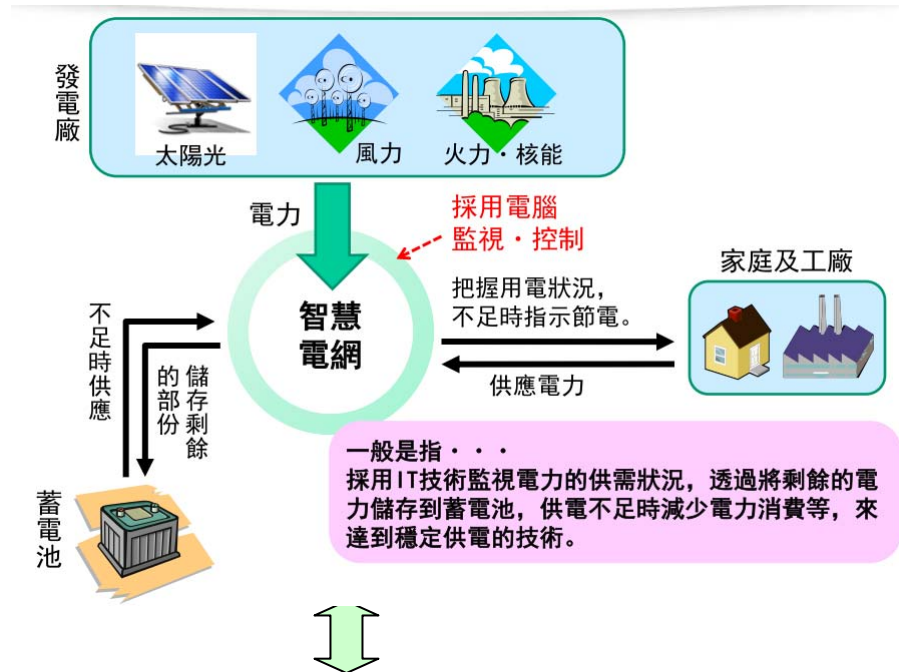 發電廠
太陽光
風力
火力・核能
電力
採用電腦
監視・控制
智慧
電網
把握用電狀況，
不足時指示節電。
供應電力
家庭及工廠
不足時供應
儲存剩餘
的部份
蓄電池
一般是指・・・
採用IT技術監視電力的供需狀況，透過將剩餘的電
力儲存到蓄電池，供電不足時減少電力消費等，來
達到穩定供電的技術。